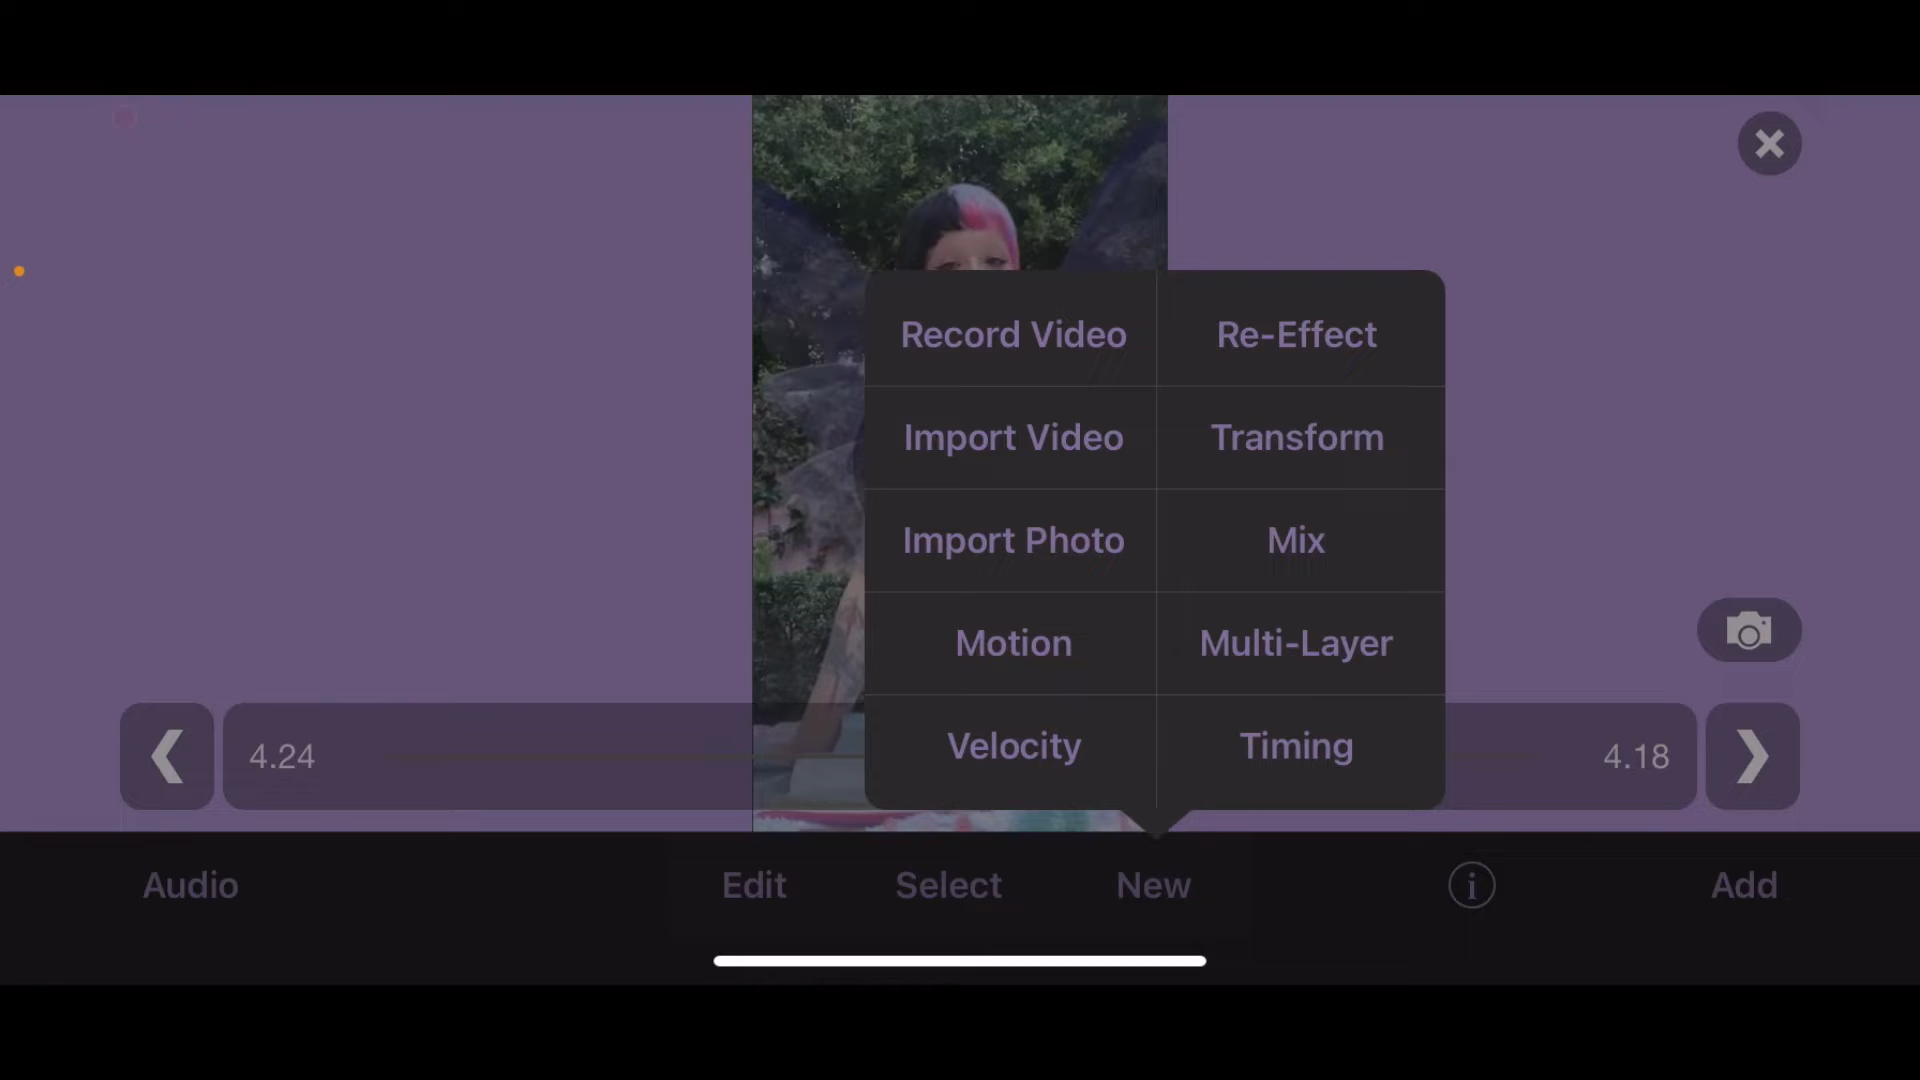 Record Video
Re-Effect
Import Video
Transform
Import Photo
Mix
Motion
Multi-Layer
Velocity
Timing
4.24
4.18
Audio
Edit
Select
New
i
Add